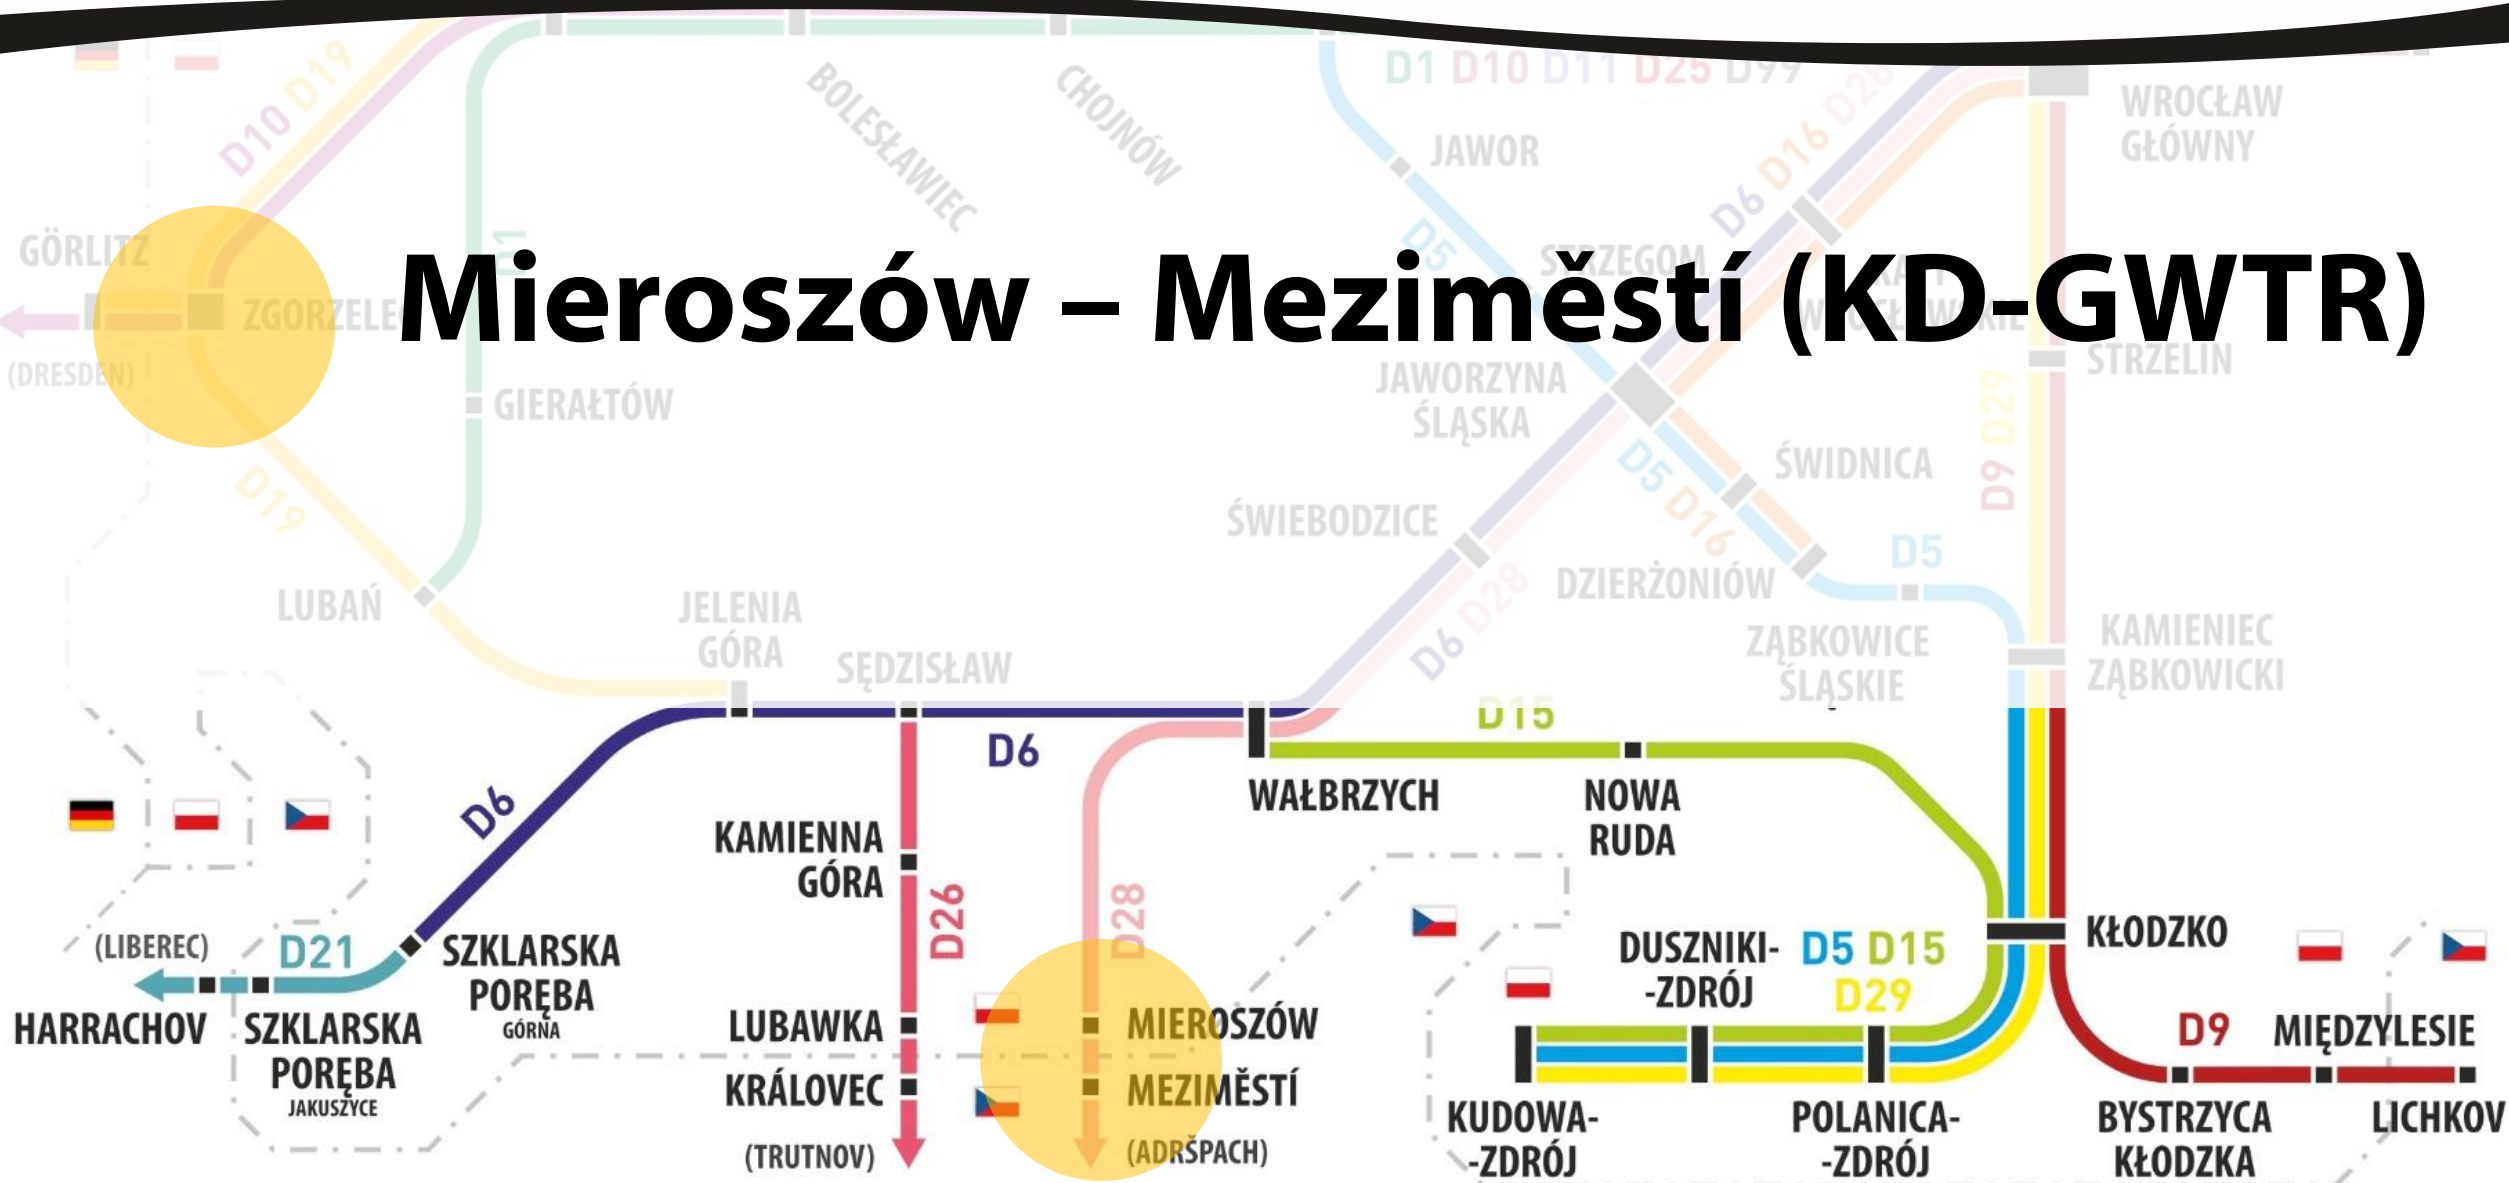 D1 D10 D11 D25 D99
D10 D19
BOLESŁAWIEC
CHOJNÓW
JAWOR
D6 D16 D28
WROCŁAW
GŁÓWNY
GÖRLITZ
D1
D5
STRZEGOM
Mieroszów – Meziměstí (KD-GWTR)
ZGORZELEC
(DRESDEN)
STRZELIN
GIERAŁTÓW
JAWORZYNA
ŚLĄSKA
D9 D29
D19
D5 D16
ŚWIDNICA
ŚWIEBODZICE
D5
DZIERŻONIÓW
LUBAŃ
JELENIA
GÓRA
SĘDZISŁAW
D6 D28
ZĄBKOWICE
ŚLĄSKIE
KAMIENIEC
ZĄBKOWICKI
D15
D6
D6
WAŁBRZYCH
NOWA
RUDA
KAMIENNA
GÓRA
D26
D28
(LIBEREC)
D21
SZKLARSKA
PORĘBA
GÓRNA
HARRACHOV
SZKLARSKA
PORĘBA
JAKUSZYCE
LUBAWKA
KRÁLOVEC
(TRUTNOV)
MIEROSZÓW
MEZIMĚSTÍ
(ADRŠPACH)
DUSZNIKI-
-ZDRÓJ
D5 D15
D29
KŁODZKO
D9
MIĘDZYLESIE
KUDOWA-
-ZDRÓJ
POLANICA-
-ZDRÓJ
BYSTRZYCA
KŁODZKA
LICHKOV